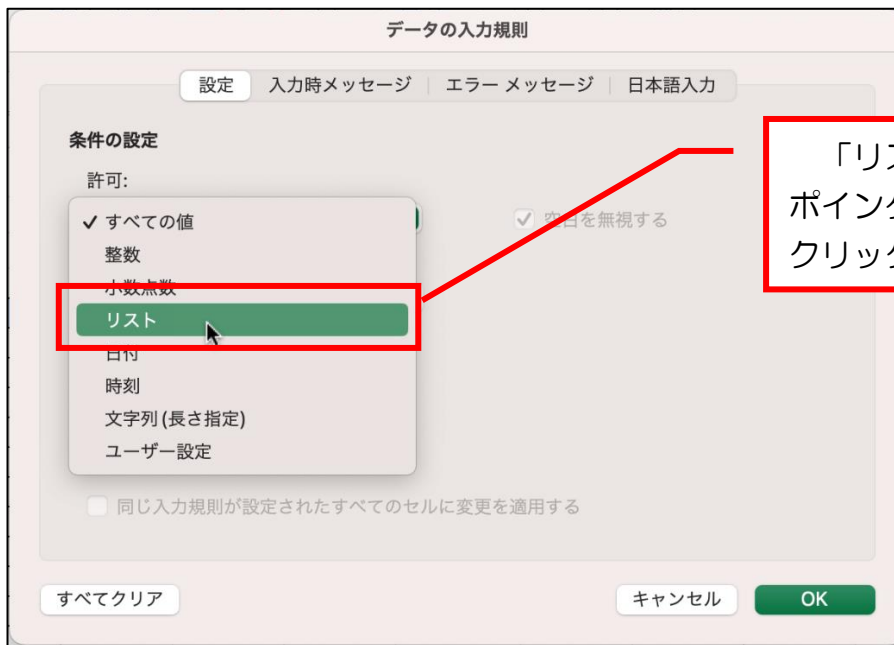 データの入力規則
設定 入力時メッセージ エラー メッセージ 日本語入力
条件の設定
許可:
✓ すべての値
✓ 空白を無視する
整数
小数点数
リスト
日付
時刻
文字列 (長さ指定)
ユーザー設定
同じ入力規則が設定されたすべてのセルに変更を適用する
すべてクリア キャンセル OK
「リス
ポインタ
クリック